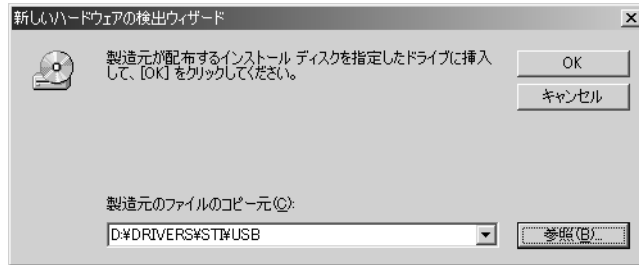 新しいハードウェアの検出ウィザード
製造元が配布するインストール ディスクを指定したドライブに挿入
して、[OK] をクリックしてください。
OK
キャンセル
製造元のファイルのコピー元(C):
D:¥DRIVERS¥STI¥USB
参照(B)...